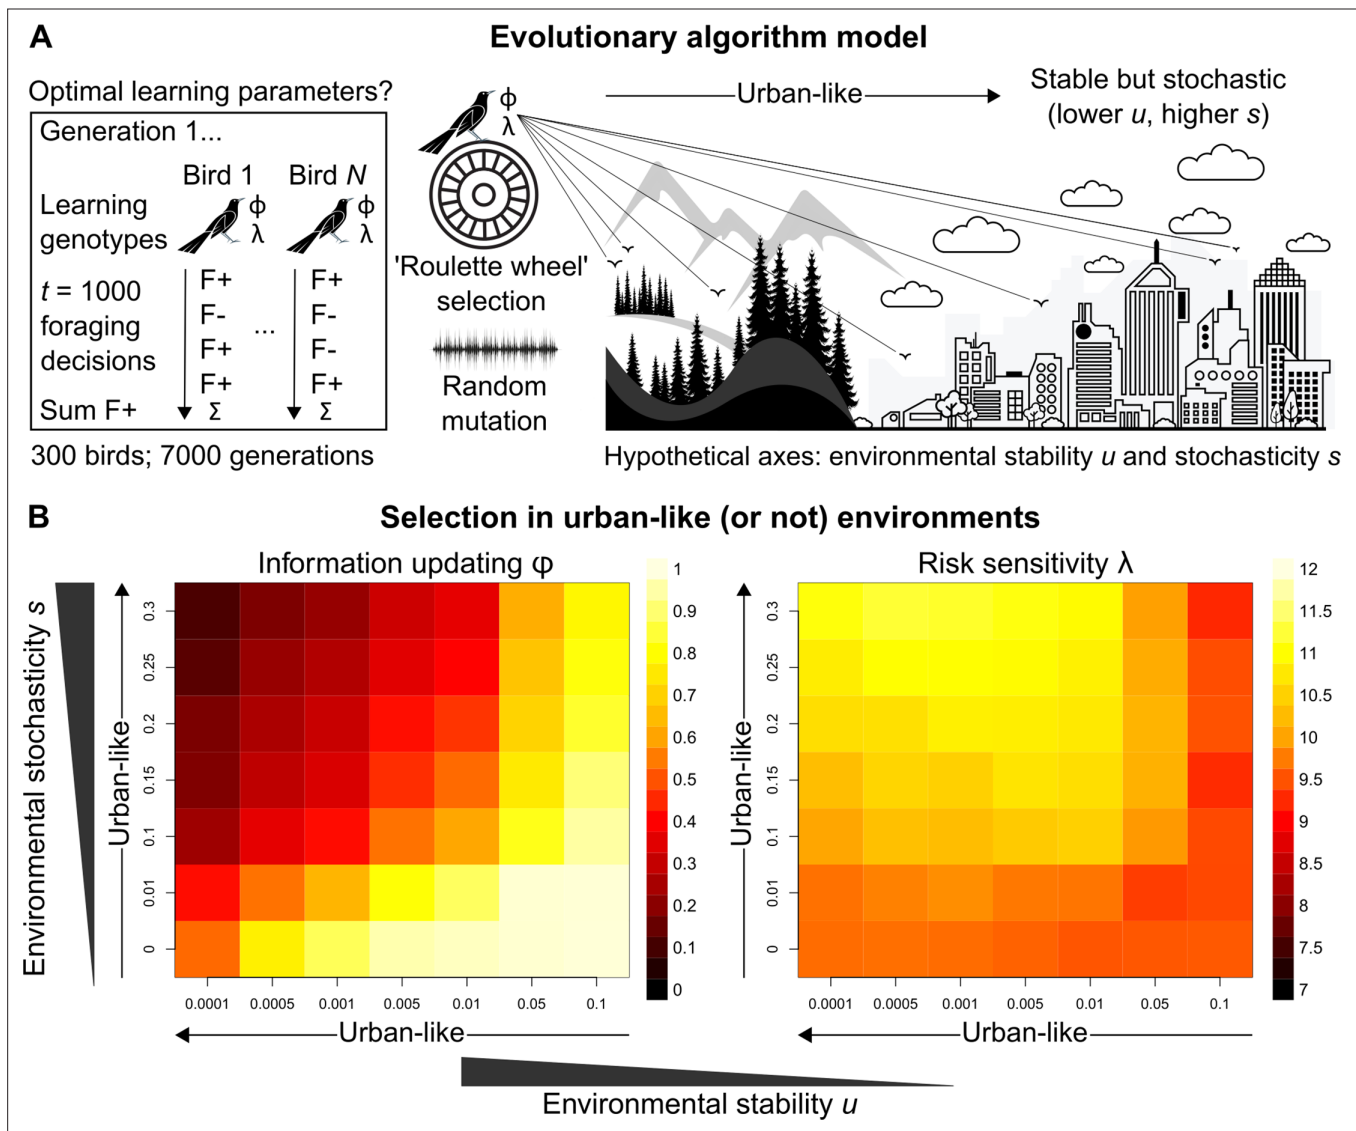 A
Evolutionary algorithm model
Optimal learning parameters?
Generation 1...
Bird 1
Bird N
Learning
genotypes
ϕ
λ
ϕ
λ
t = 1000
foraging
decisions
F+
F-
F+
F+
...
F+
F-
F-
F+
Sum F+
Σ
Σ
300 birds; 7000 generations
ϕ
λ
'Roulette wheel'
selection
Random
mutation
Urban-like
Stable but stochastic
(lower u, higher s)
Hypothetical axes: environmental stability u and stochasticity s
B
Selection in urban-like (or not) environments
Information updating φ
Environmental stochasticity s
Urban-like
0.3
0.25
0.2
0.15
0.1
0.01
0
0.0001
0.0005
0.001
0.005
0.01
0.05
0.1
Urban-like
1
0.9
0.8
0.7
0.6
0.5
0.4
0.3
0.2
0.1
0
Risk sensitivity λ
Urban-like
0.3
0.25
0.2
0.15
0.1
0.01
0
0.0001
0.0005
0.001
0.005
0.01
0.05
0.1
Urban-like
12
11.5
11
10.5
10
9.5
9
8.5
8
7.5
7
Environmental stability u